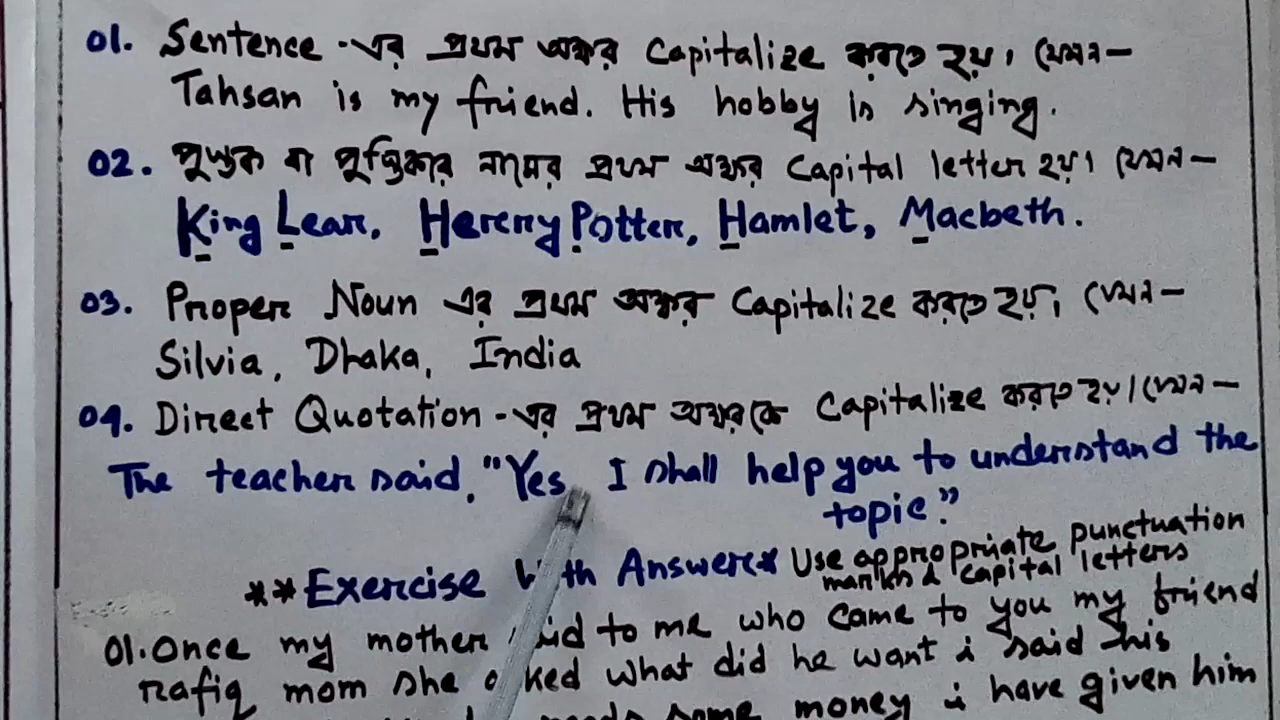 01. Sentence -এর প্রথম অক্ষর Capitalize করতে হয়। যেমন—
Tahsan is my friend. His hobby is singing.
02. পুস্তক বা পুস্তিকার নামের প্রথম অক্ষর Capital letter হয়। যেমন—
King Lear, Herry Potter, Hamlet, Macbeth.
03. Proper Noun এর প্রথম অক্ষর Capitalize করতে হয়। যেমন—
Silvia, Dhaka, India
04. Direct Quotation -এর প্রথম অক্ষরকে Capitalize করতে হয়। যেমন—
The teacher said, "Yes, I shall help you to understand the
topic."
**Exercise with Answer* Use appropriate punctuation
marks & capital letters
01. Once my mother said to me who came to you my friend
rafiq mom she asked what did he want i said this
some money i have given him